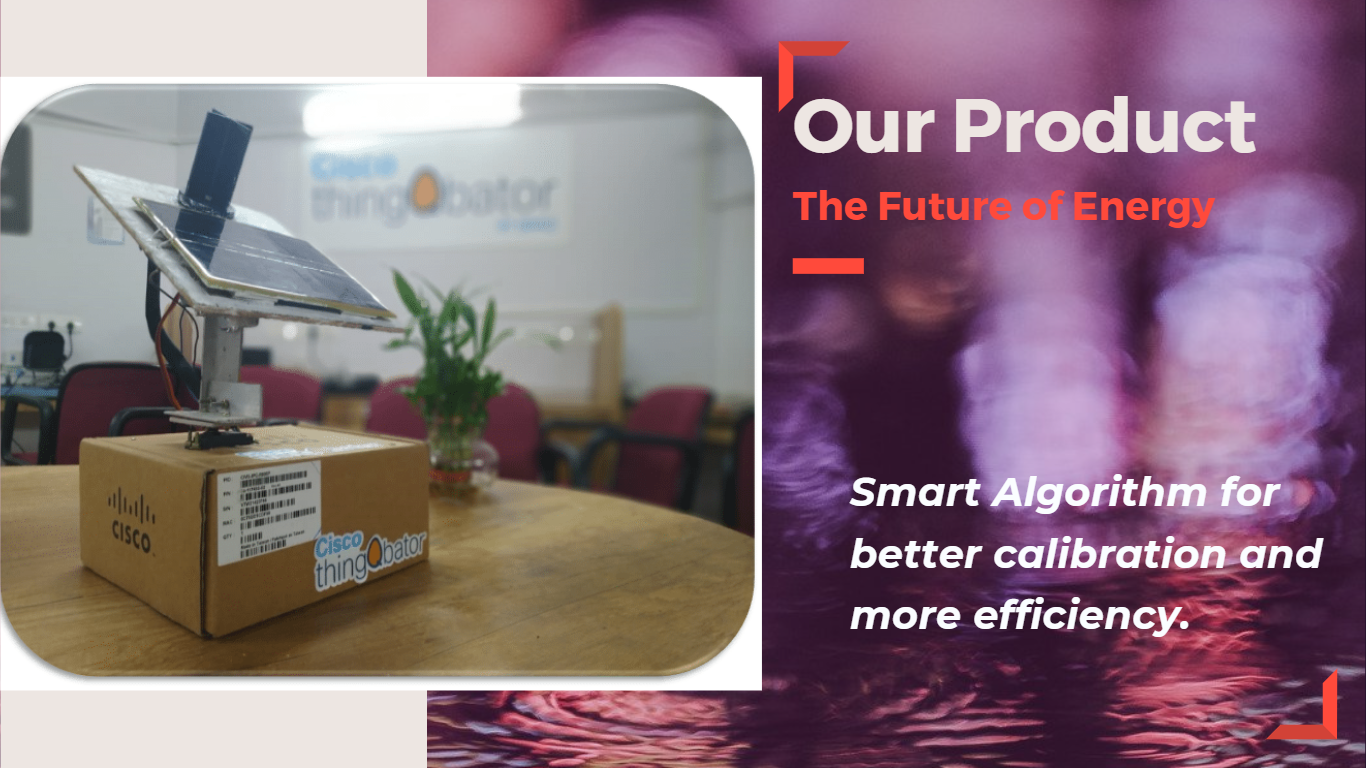 Our Product
The Future of Energy
Smart Algorithm for
better calibration and
more efficiency.
Cisco
thingQbator
CISCO
Cisco
thingQbator